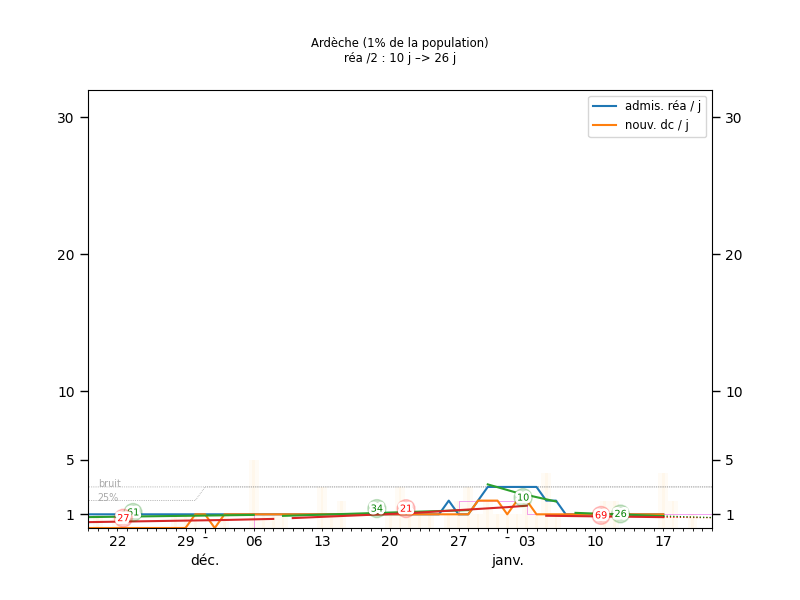 Ardèche (1% de la population)
réa /2 : 10 j –> 26 j
admis. réa / j
nouv. dc / j
30 30
20 20
10 10
5 5
1 1
bruit
25%
27 61 34 21 10 69 26
22 29 - 06 13 20 27 - 03 10 17
déc. janv.